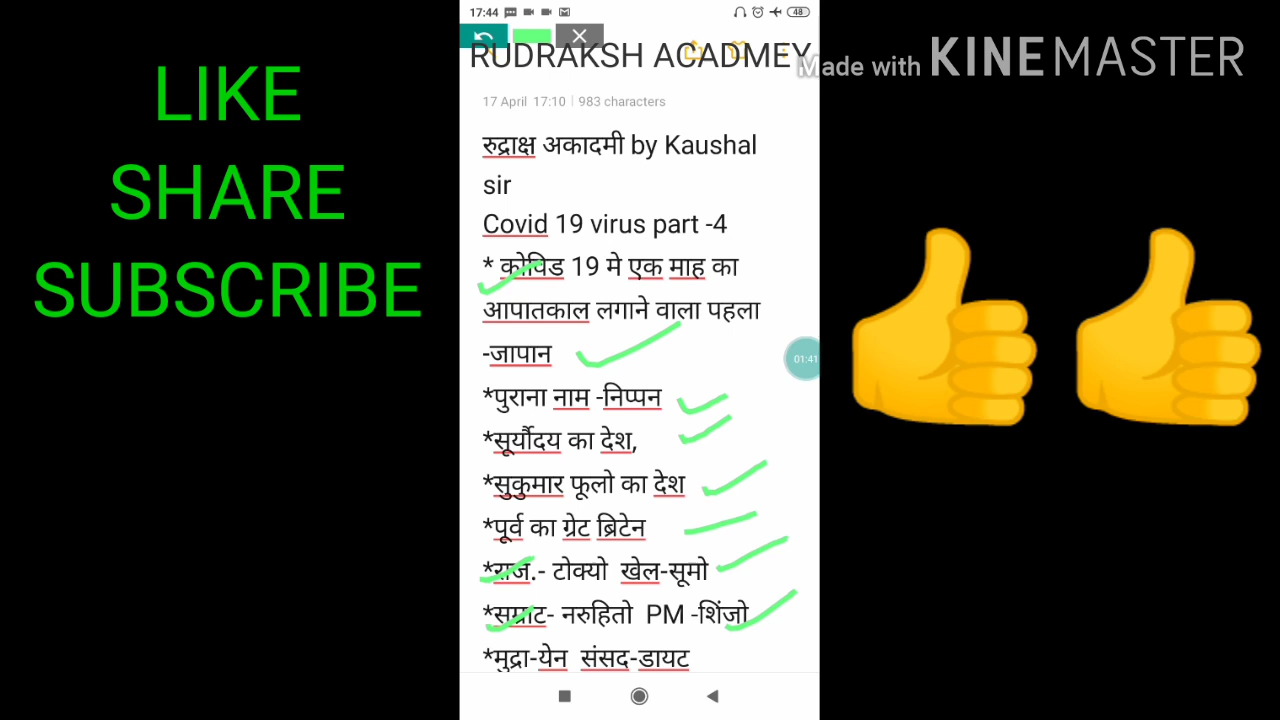 LIKE
SHARE
SUBSCRIBE
17:44
48
RUDRAKSH ACADMEY
Made with KINEMASTER
17 April 17:10 | 983 characters
रुद्राक्ष अकादमी by Kaushal
sir
Covid 19 virus part -4
* कोविड 19 मे एक माह का
आपातकाल लगाने वाला पहला
-जापान
01:41
*पुराना नाम -निप्पन
*सूर्यौदय का देश,
*सुकुमार फूलो का देश
*पूर्व का ग्रेट ब्रिटेन
*राज.- टोक्यो खेल-सूमो
*सम्राट- नरुहितो PM -शिंजो
*मुद्रा-येन संसद-डायट